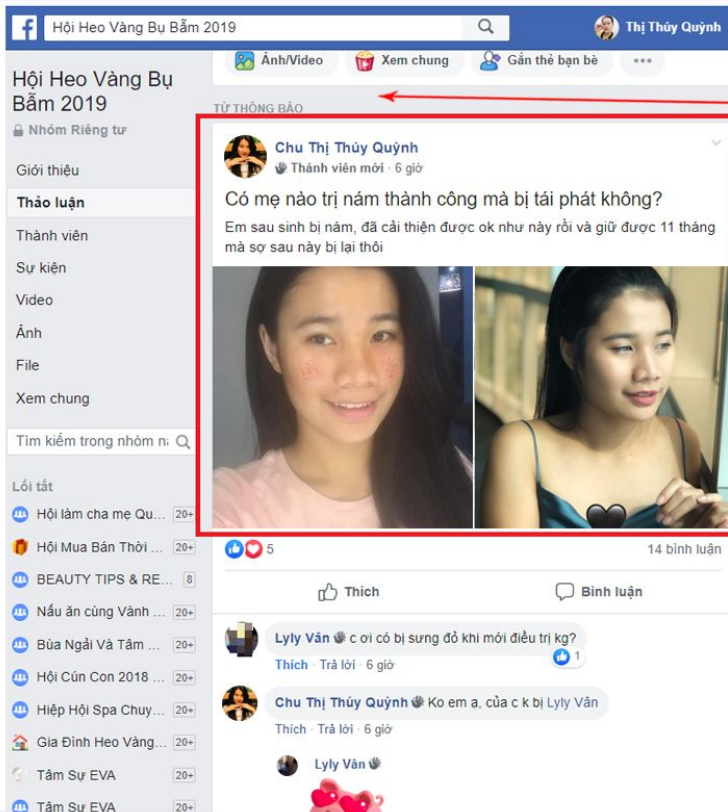 Hội Heo Vàng Bụ Bẫm 2019
Thị Thúy Quỳnh
Hội Heo Vàng Bụ
Bẫm 2019
Nhóm Riêng tư
Giới thiệu
Thảo luận
Thành viên
Sự kiện
Video
Ảnh
File
Xem chung
Tìm kiếm trong nhóm n
Lối tắt
Hội làm cha mẹ Qu... 20+
Hội Mua Bán Thời ... 20+
BEAUTY TIPS & RE... 8
Nấu ăn cùng Vành ... 20+
Bùa Ngải Và Tâm ... 20+
Hội Cún Con 2018 ... 20+
Hiệp Hội Spa Chuy... 20+
Gia Đình Heo Vàng... 20+
Tâm Sự EVA 20+
Tâm Sự EVA 20+
Ảnh/Video Xem chung Gắn thẻ bạn bè
TỪ THÔNG BÁO
Chu Thị Thúy Quỳnh
Thành viên mới · 6 giờ
Có mẹ nào trị nám thành công mà bị tái phát không?
Em sau sinh bị nám, đã cải thiện được ok như này rồi và giữ được 11 tháng
mà sợ sau này bị lại thôi
5 14 bình luận
Thích Bình luận
Lyly Vân c ơi có bị sưng đỏ khi mới điều trị kg?
1
Thích · Trả lời · 6 giờ
Chu Thị Thúy Quỳnh Ko em ạ, của c k bị Lyly Vân
Thích · Trả lời · 6 giờ
Lyly Vân